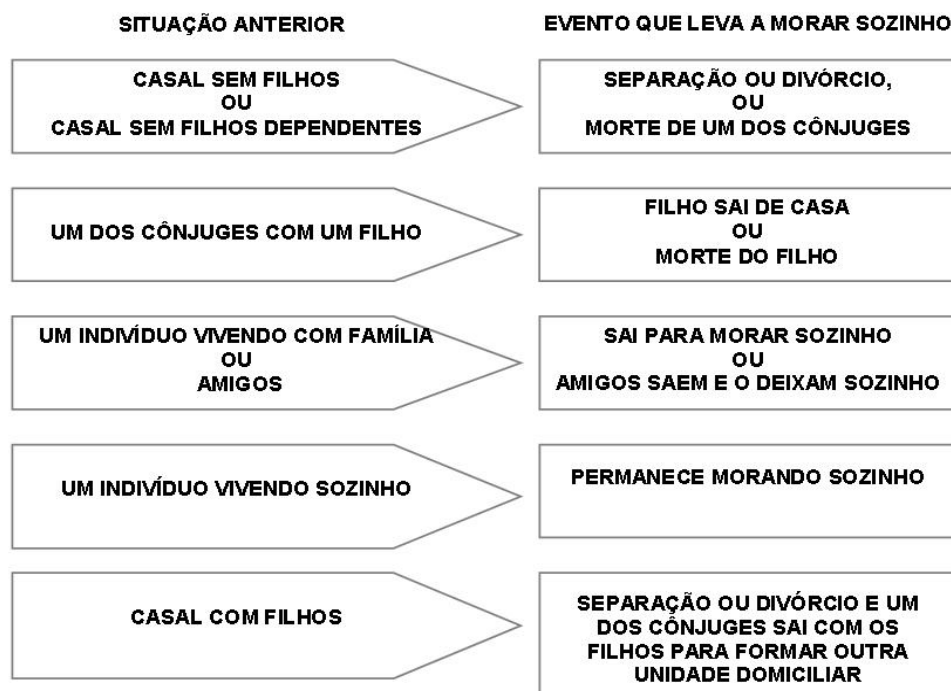 SITUAÇÃO ANTERIOR
EVENTO QUE LEVA A MORAR SOZINHO
CASAL SEM FILHOS
OU
CASAL SEM FILHOS DEPENDENTES
SEPARAÇÃO OU DIVÓRCIO,
OU
MORTE DE UM DOS CÔNJUGES
UM DOS CÔNJUGES COM UM FILHO
FILHO SAI DE CASA
OU
MORTE DO FILHO
UM INDIVÍDUO VIVENDO COM FAMÍLIA
OU
AMIGOS
SAI PARA MORAR SOZINHO
OU
AMIGOS SAEM E O DEIXAM SOZINHO
UM INDIVÍDUO VIVENDO SOZINHO
PERMANECE MORANDO SOZINHO
CASAL COM FILHOS
SEPARAÇÃO OU DIVÓRCIO E UM
DOS CÔNJUGES SAI COM OS
FILHOS PARA FORMAR OUTRA
UNIDADE DOMICILIAR